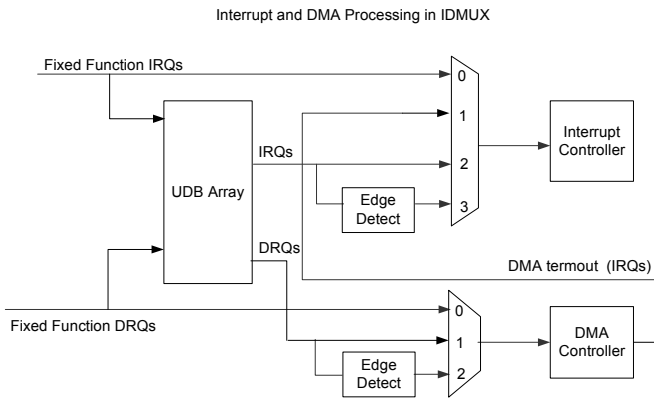 Interrupt and DMA Processing in IDMUX
Fixed Function IRQs
0
1
IRQs
2
UDB Array
Edge
Detect
3
Interrupt
Controller
DRQs
DMA termout (IRQs)
Fixed Function DRQs
0
1
Edge
Detect
2
DMA
Controller